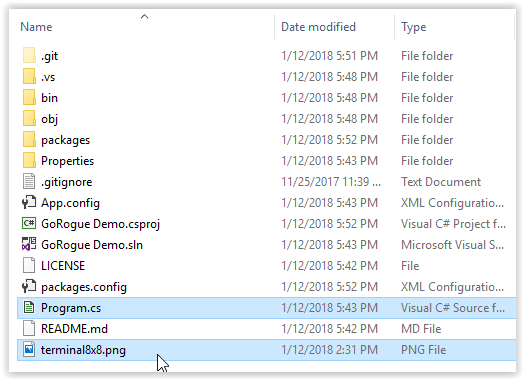 Name Date modified Type
.git 1/12/2018 5:51 PM File folder
.vs 1/12/2018 5:48 PM File folder
bin 1/12/2018 5:48 PM File folder
obj 1/12/2018 5:48 PM File folder
packages 1/12/2018 5:52 PM File folder
Properties 1/12/2018 5:43 PM File folder
.gitignore 11/25/2017 11:39 ... Text Document
App.config 1/12/2018 5:43 PM XML Configuratio...
GoRogue Demo.csproj 1/12/2018 5:52 PM Visual C# Project f...
GoRogue Demo.sln 1/12/2018 5:43 PM Microsoft Visual S...
LICENSE 1/12/2018 5:42 PM File
packages.config 1/12/2018 5:52 PM XML Configuratio...
Program.cs 1/12/2018 5:43 PM Visual C# Source f...
README.md 1/12/2018 5:42 PM MD File
terminal8x8.png 1/12/2018 2:31 PM PNG File